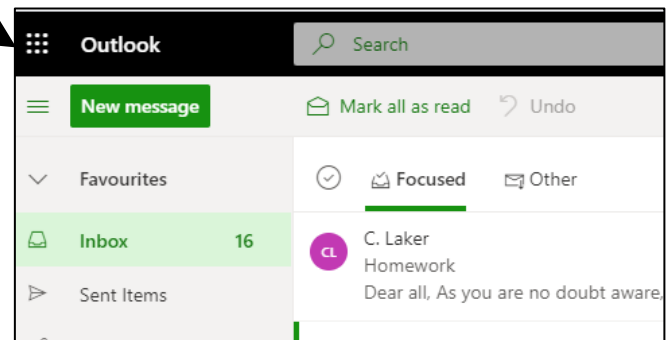 Outlook
Search
New message
Mark all as read
Undo
Favourites
Focused
Other
Inbox 16
CL
C. Laker
Homework
Dear all, As you are no doubt aware,
Sent Items